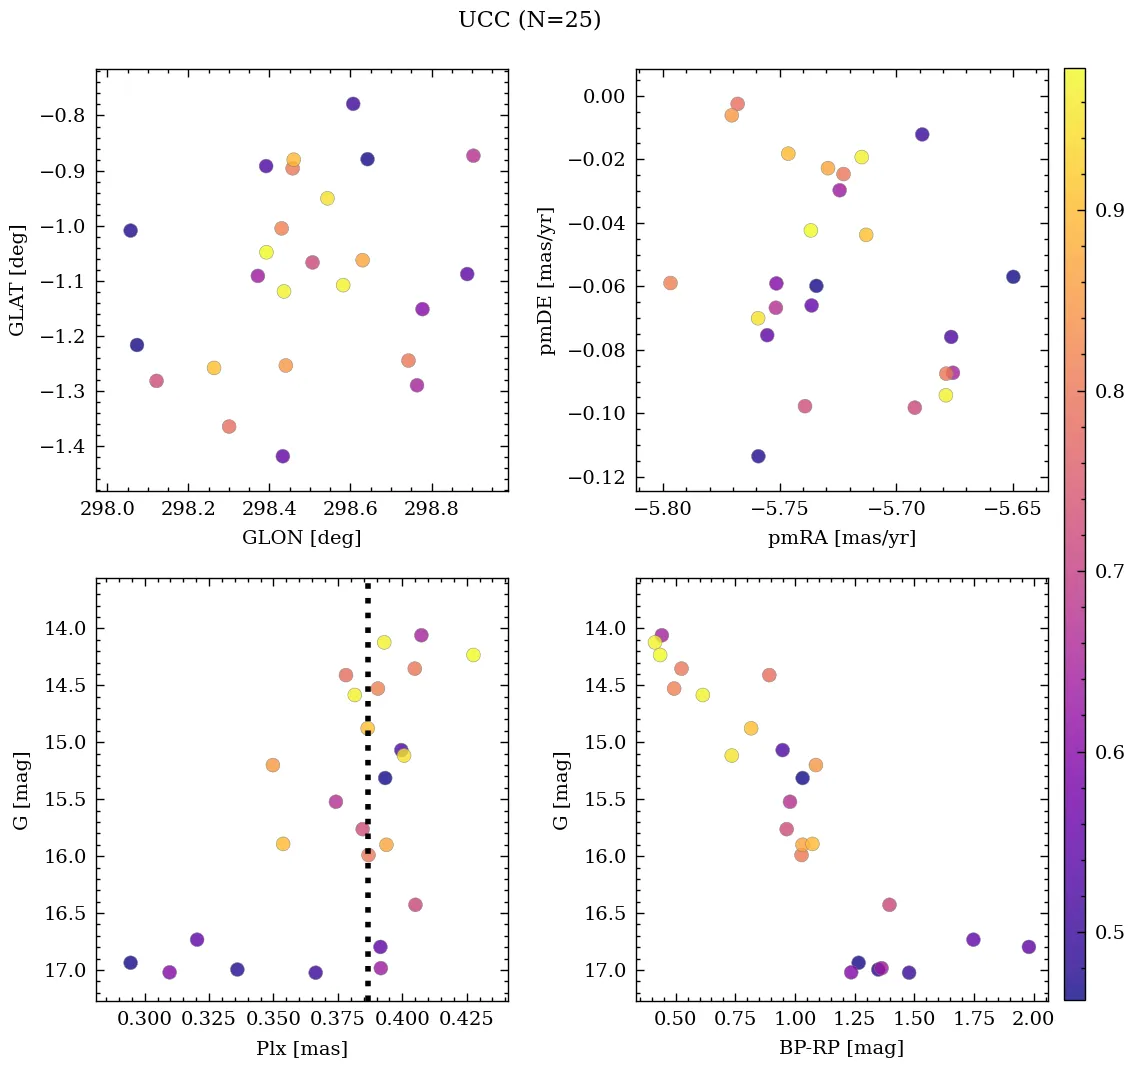 UCC (N=25)
−0.8
−0.9
−1.0
−1.1
−1.2
−1.3
−1.4
GLAT [deg]
298.0 298.2 298.4 298.6 298.8
GLON [deg]
0.00
−0.02
−0.04
−0.06
−0.08
−0.10
−0.12
pmDE [mas/yr]
−5.80 −5.75 −5.70 −5.65
pmRA [mas/yr]
14.0
14.5
15.0
15.5
16.0
16.5
17.0
G [mag]
0.300 0.325 0.350 0.375 0.400 0.425
Plx [mas]
14.0
14.5
15.0
15.5
16.0
16.5
17.0
G [mag]
0.50 0.75 1.00 1.25 1.50 1.75 2.00
BP-RP [mag]
0.9
0.8
0.7
0.6
0.5